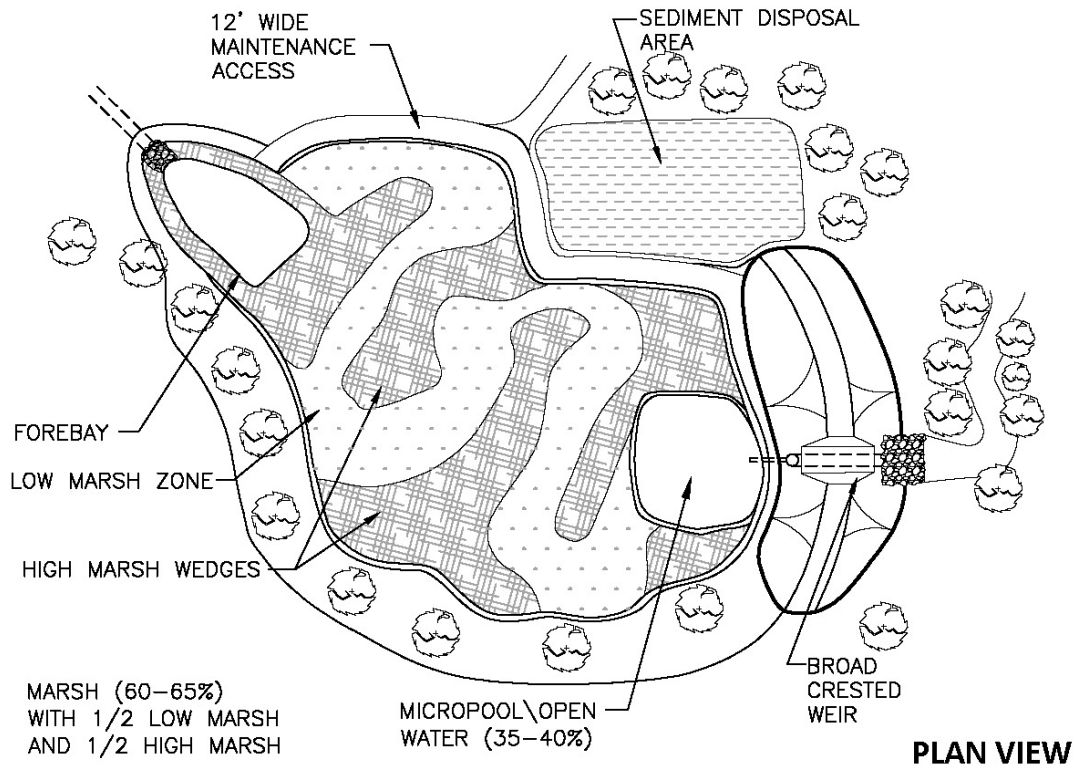 12' WIDE
MAINTENANCE
ACCESS
SEDIMENT DISPOSAL
AREA
FOREBAY
LOW MARSH ZONE
HIGH MARSH WEDGES
MARSH (60-65%)
WITH 1/2 LOW MARSH
AND 1/2 HIGH MARSH
MICROPOOL\OPEN
WATER (35-40%)
BROAD
CRESTED
WEIR
PLAN VIEW